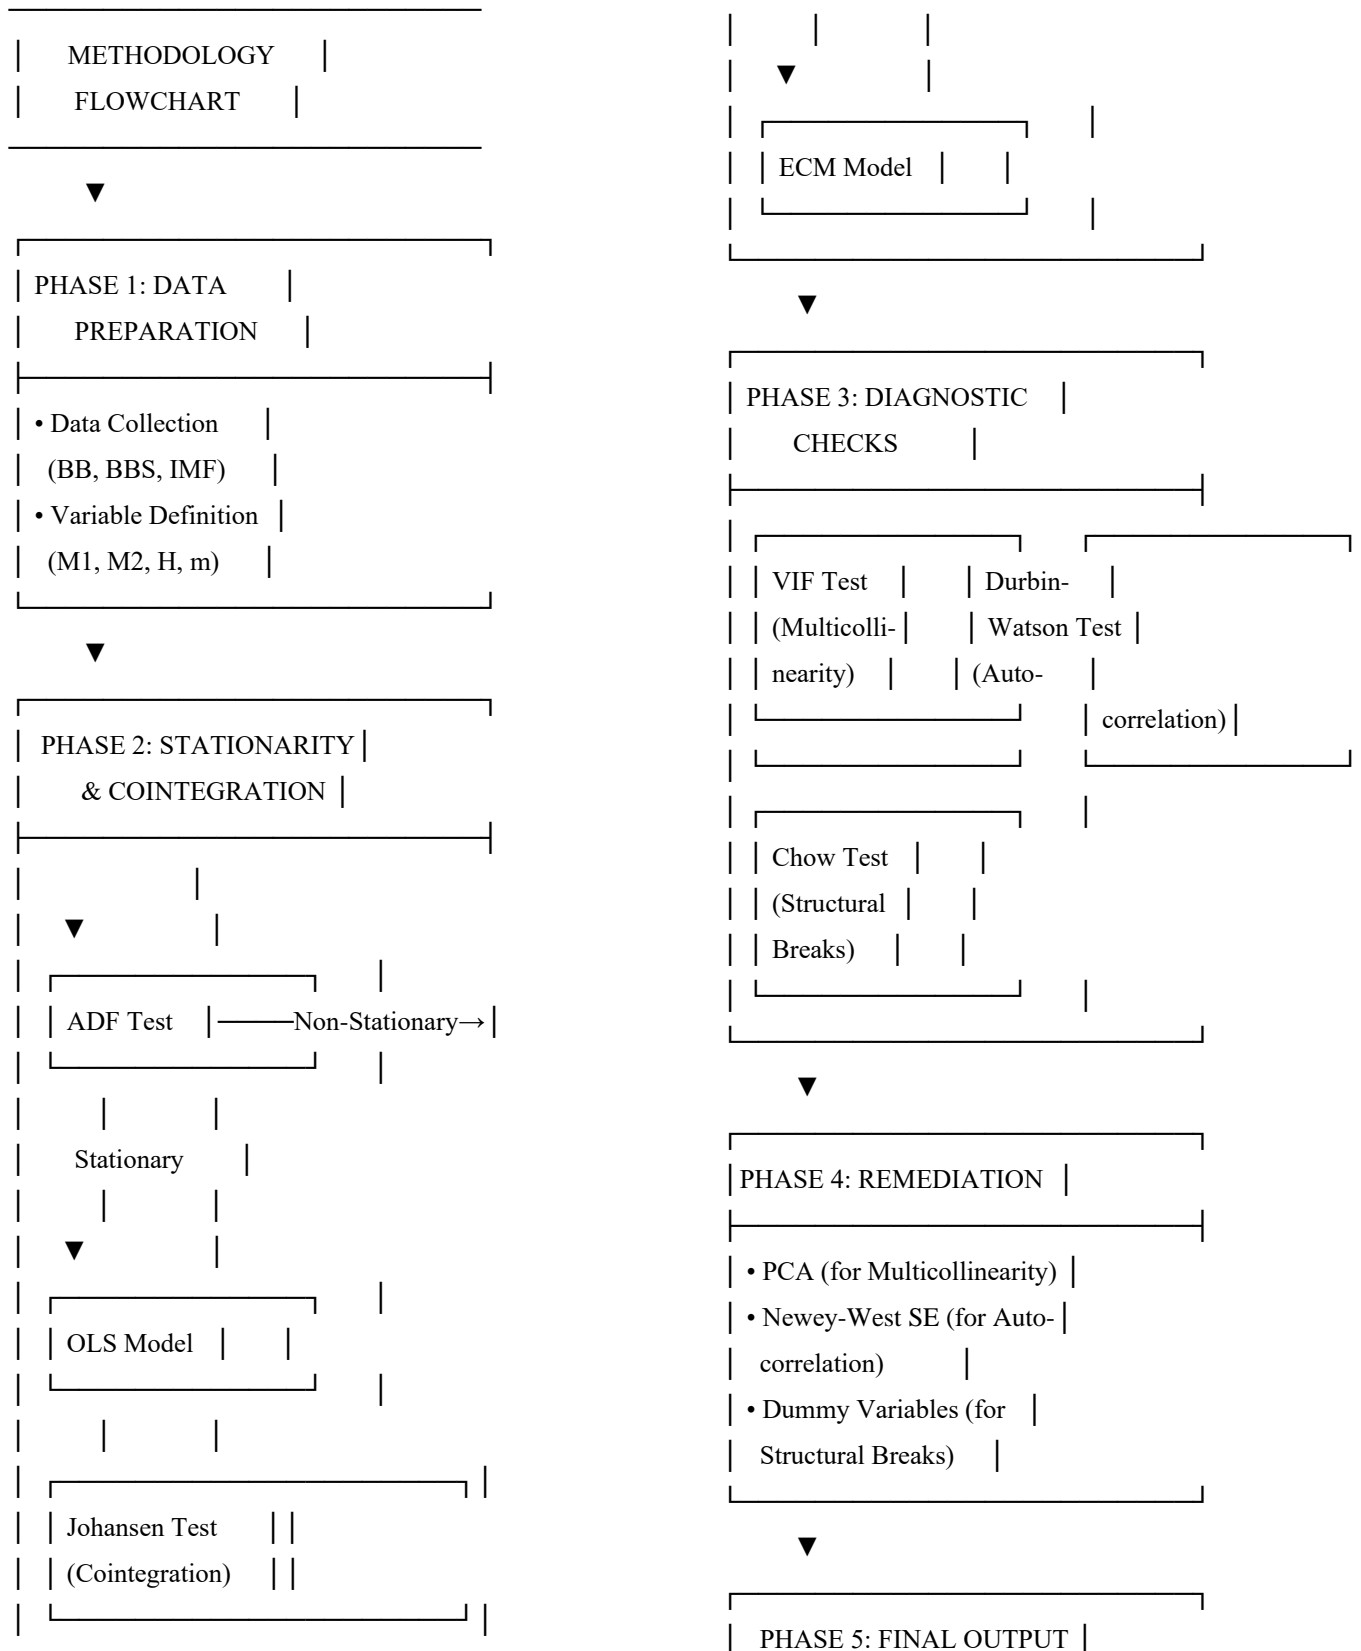 METHODOLOGY
FLOWCHART
PHASE 1: DATA
PREPARATION
• Data Collection
(BB, BBS, IMF)
• Variable Definition
(M1, M2, H, m)
PHASE 2: STATIONARITY
& COINTEGRATION
ADF Test
Non-Stationary→
Stationary
OLS Model
Johansen Test
(Cointegration)
ECM Model
PHASE 3: DIAGNOSTIC
CHECKS
VIF Test Durbin-
(Multicolli- Watson Test
nearity) (Auto-
correlation)
Chow Test
(Structural
Breaks)
PHASE 4: REMEDIATION
• PCA (for Multicollinearity)
• Newey-West SE (for Auto-
correlation)
• Dummy Variables (for
Structural Breaks)
PHASE 5: FINAL OUTPUT